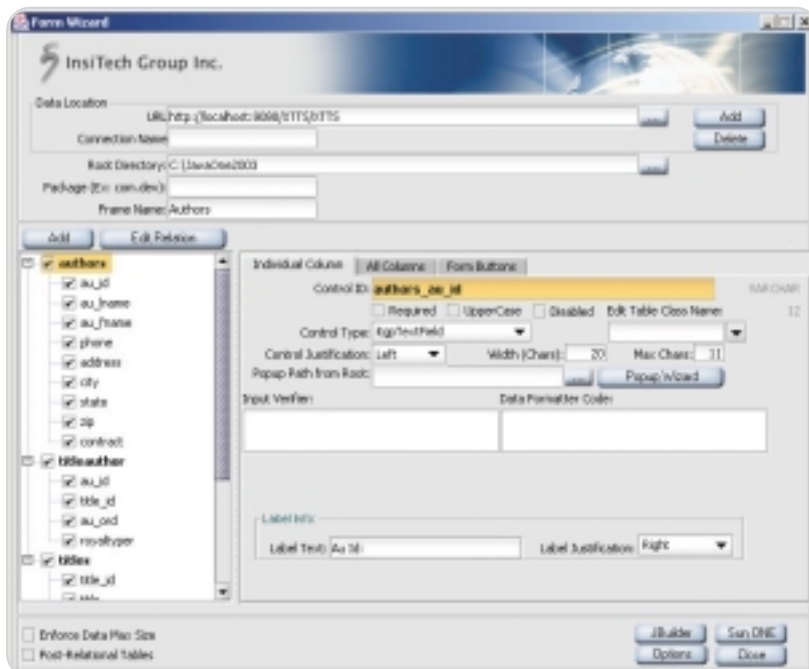 Form Wizard
InsiTech Group Inc.
Data Location
URL: http://localhost:8080/XTTS/XTTS ..... Add
Connection Name Delete
Root Directory: C:\JavaOne2003 .....
Package (Ex: com.dev):
Frame Name: Authors
Add Edit Relation
authors
au_id
au_lname
au_fname
phone
address
city
state
zip
contract
titleauthor
au_id
title_id
au_ord
royaltyper
titles
title_id
title
Individual Column All Columns Form Buttons
Control ID: authors_au_id VARCHAR
Required UpperCase Disabled Edit Table Class Name: 12
Control Type:
Control Justification: Left Width (Chars): 20 Max Chars: 11
Popup Path from Root: ..... Popup Wizard
Input Verifier: Data Formatter Code:
Label Info:
Label Text: Au Id: Label Justification: Right
Enforce Data Max Size
Post-Relational Tables
JBuilder Sun ONE
Options Close